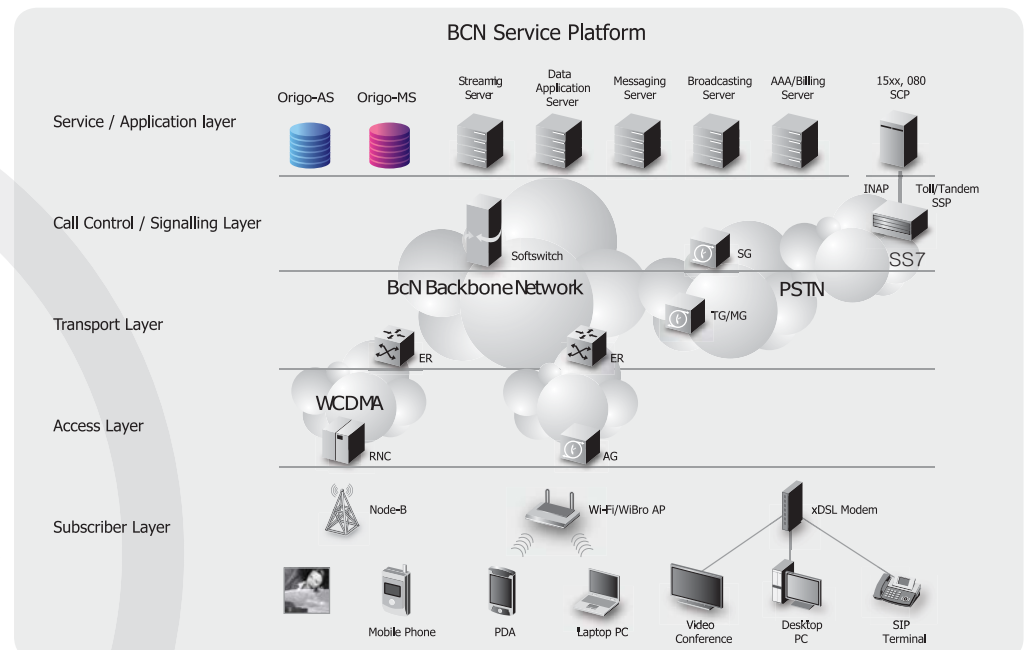 BCN Service Platform
Service / Application layer
Origo-AS
Origo-MS
Streamig
Server
Data
Application
Server
Messaging
Server
Broadcasting
Server
AAA/Billing
Server
15xx, 080
SCP
INAP
Toll/Tandem
SSP
Call Control / Signalling Layer
Softswitch
SG
SS7
BcN Backbone Network
PSTN
Transport Layer
TG/MG
ER
ER
WCDMA
Access Layer
RNC
AG
Subscriber Layer
Node-B
Wi-Fi/WiBro AP
xDSL Modem
Mobile Phone
PDA
Laptop PC
Video
Conference
Desktop
PC
SIP
Terminal